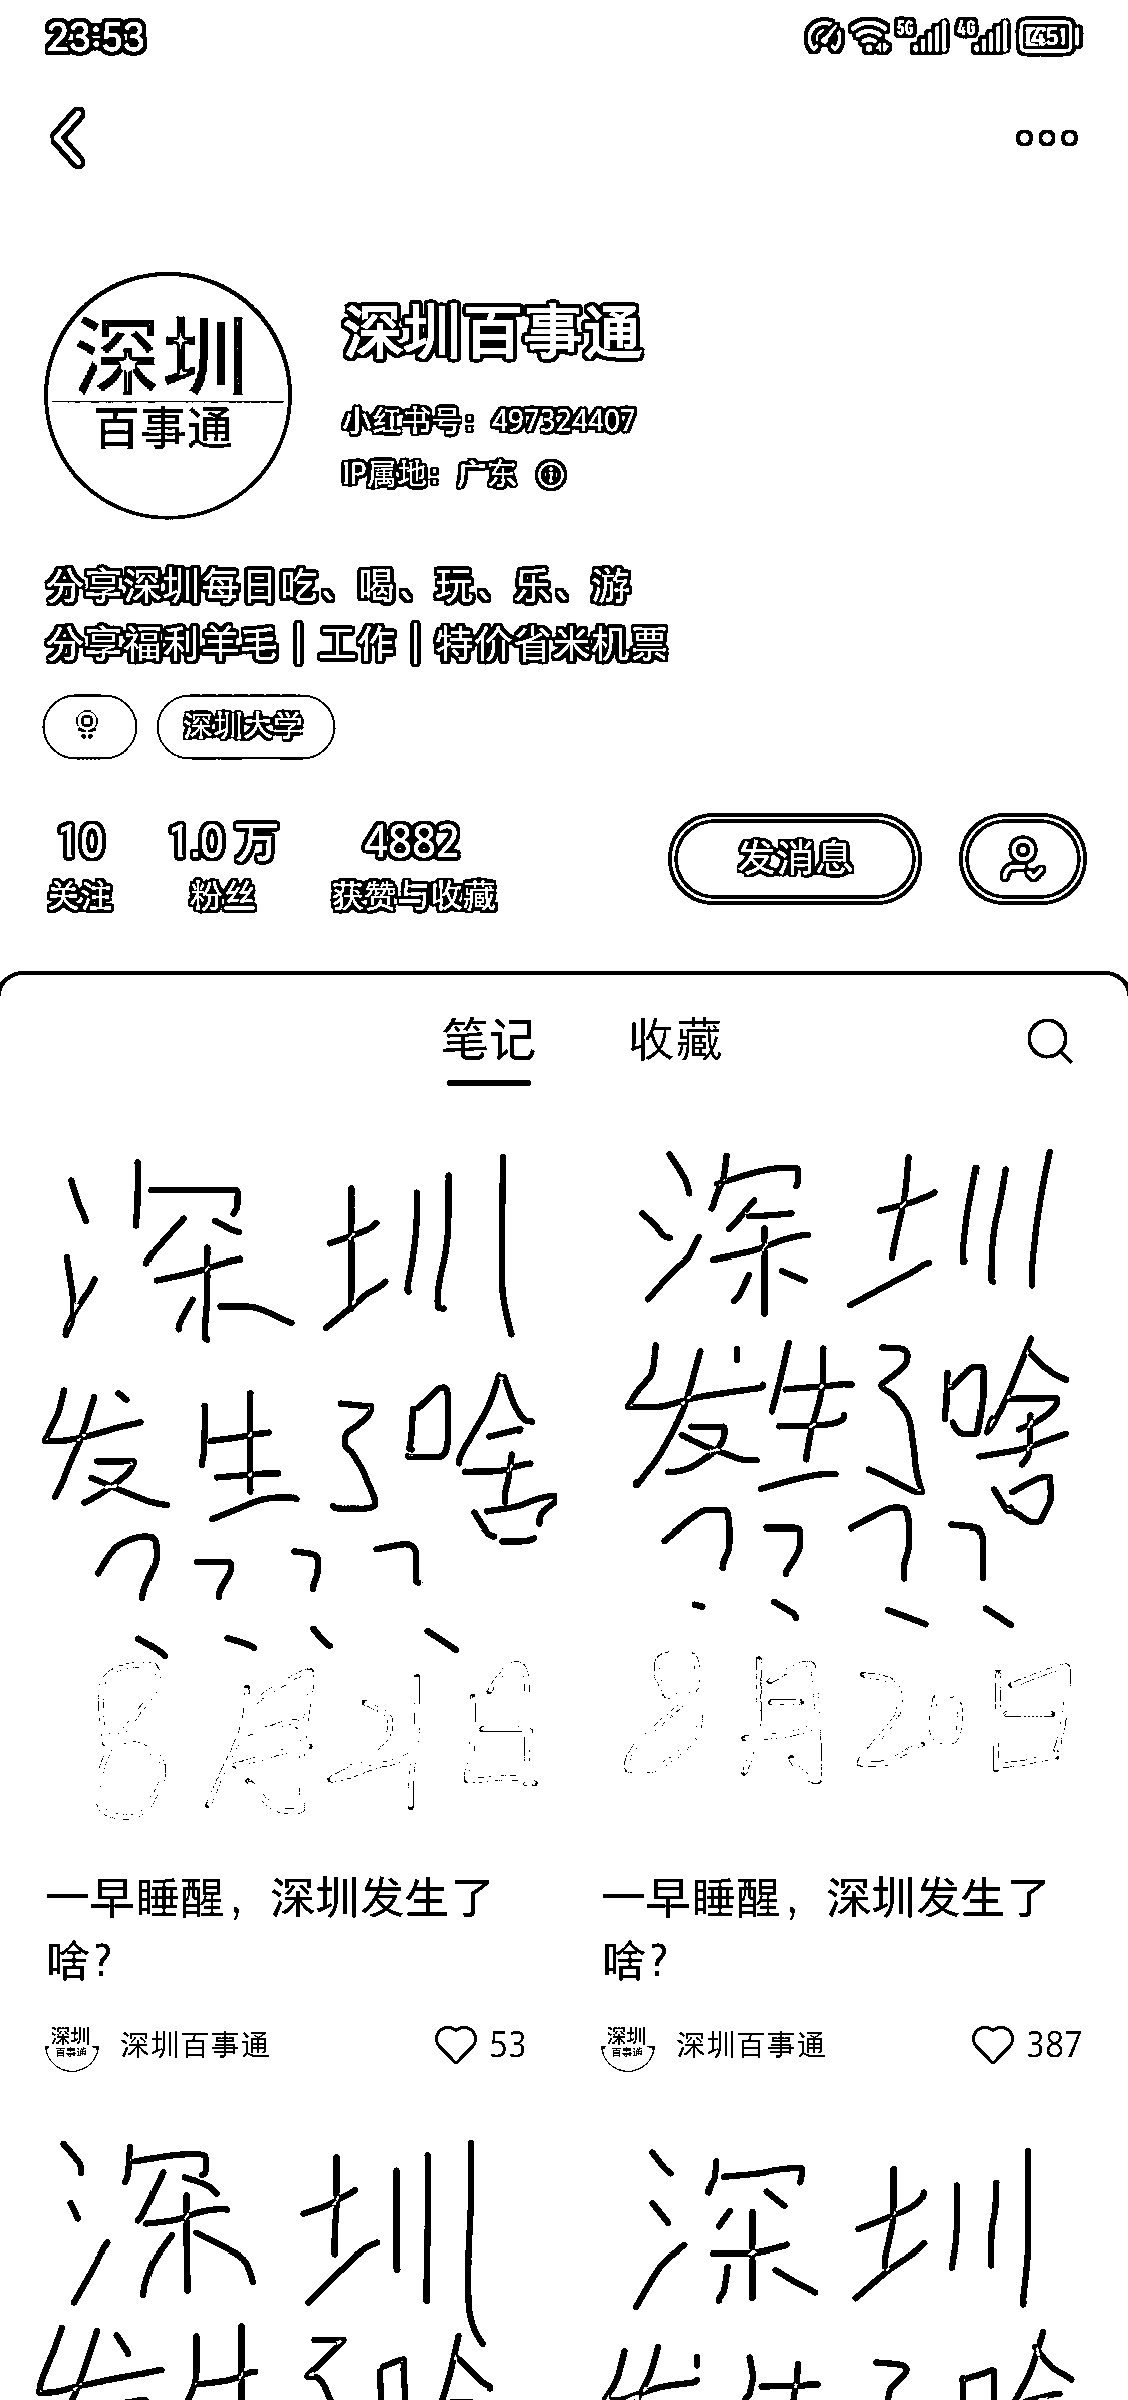 23:53
5G 4G 45
深圳
百事通
深圳百事通
小红书号：497324407
IP属地：广东
分享深圳每日吃、喝、玩、乐、游
分享福利羊毛 | 工作 | 特价省米机票
深圳大学
10 1.0 万 4882
关注 粉丝 获赞与收藏
发消息
笔记 收藏
深圳
发生了啥
????
8月21日
深圳
发生了啥
????
8月20日
一早睡醒，深圳发生了
啥?
深圳百事通 53
一早睡醒，深圳发生了
啥?
深圳百事通 387
深圳
发生了啥
深圳
发生了啥